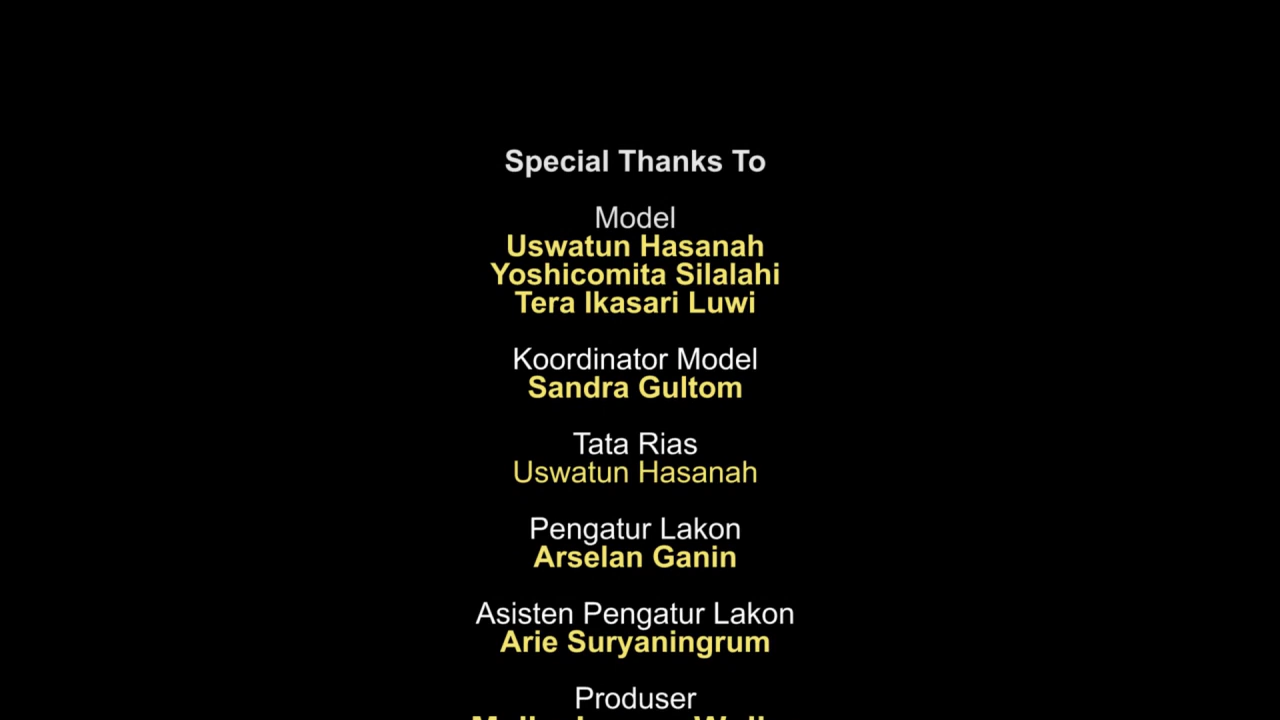 Special Thanks To
Model
Uswatun Hasanah
Yoshicomita Silalahi
Tera Ikasari Luwi
Koordinator Model
Sandra Gultom
Tata Rias
Uswatun Hasanah
Pengatur Lakon
Arselan Ganin
Asisten Pengatur Lakon
Arie Suryaningrum
Produser